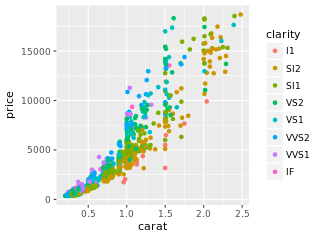 clarity
I1
SI2
SI1
VS2
VS1
VVS2
VVS1
IF
price
15000
10000
5000
0
0.5 1.0 1.5 2.0 2.5
carat